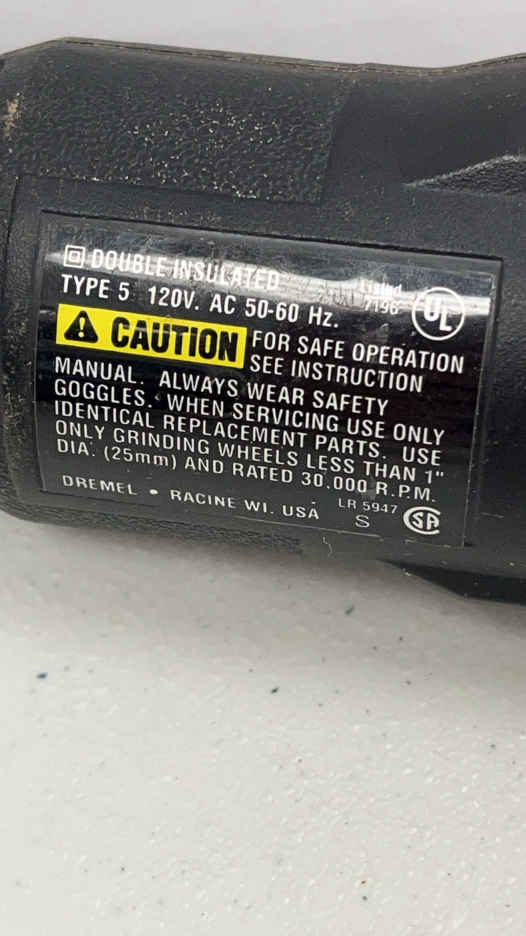 DOUBLE INSULATED
TYPE 5 120V. AC 50-60 Hz.
Listed
719G
UL
CAUTION FOR SAFE OPERATION
SEE INSTRUCTION
MANUAL. ALWAYS WEAR SAFETY
GOGGLES. WHEN SERVICING USE ONLY
IDENTICAL REPLACEMENT PARTS. USE
ONLY GRINDING WHEELS LESS THAN 1"
DIA. (25mm) AND RATED 30.000 R.P.M.
DREMEL • RACINE WI. USA
LR 5947
S
SA